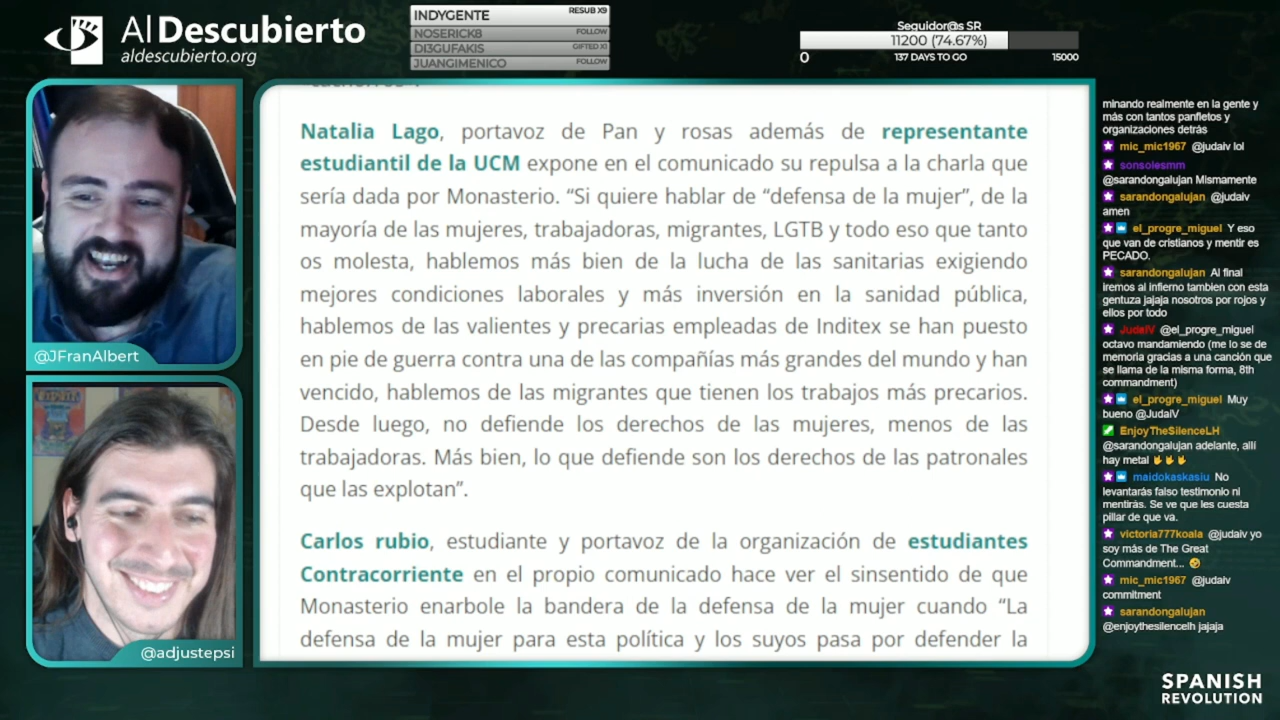 Al Descubierto
aldescubierto.org
INDYGENTE RESUB X9
NOSERICK8 FOLLOW
DI3GUFAKIS GIFTED X1
JUANGIMENICO FOLLOW
Seguidor@s SR
11200 (74.67%)
0 137 DAYS TO GO 15000
@JFranAlbert
@adjustepsi
Natalia Lago, portavoz de Pan y rosas además de representante
estudiantil de la UCM expone en el comunicado su repulsa a la charla que
sería dada por Monasterio. “Si quiere hablar de “defensa de la mujer”, de la
mayoría de las mujeres, trabajadoras, migrantes, LGTB y todo eso que tanto
os molesta, hablemos más bien de la lucha de las sanitarias exigiendo
mejores condiciones laborales y más inversión en la sanidad pública,
hablemos de las valientes y precarias empleadas de Inditex se han puesto
en pie de guerra contra una de las compañías más grandes del mundo y han
vencido, hablemos de las migrantes que tienen los trabajos más precarios.
Desde luego, no defiende los derechos de las mujeres, menos de las
trabajadoras. Más bien, lo que defiende son los derechos de las patronales
que las explotan”.
Carlos rubio, estudiante y portavoz de la organización de estudiantes
Contracorriente en el propio comunicado hace ver el sinsentido de que
Monasterio enarbole la bandera de la defensa de la mujer cuando “La
defensa de la mujer para esta política y los suyos pasa por defender la
minando realmente en la gente y
más con tantos panfletos y
organizaciones detrás
mic_mic1967 @judaiv lol
sonsolesmm
@sarandongalujan Mismamente
sarandongalujan @judaiv
amen
el_progre_miguel Y eso
que van de cristianos y mentir es
PECADO.
sarandongalujan Al final
iremos al infierno tambien con esta
gentuza jajaja nosotros por rojos y
ellos por todo
JudaiV @el_progre_miguel
octavo mandamiendo (me lo se de
memoria gracias a una canción que
se llama de la misma forma, 8th
commandment)
el_progre_miguel Muy
bueno @JudaiV
EnjoyTheSilenceLH
@sarandongalujan adelante, allí
hay metal 🤘🤘🤘
maidokaskasiu No
levantarás falso testimonio ni
mentirás. Se ve que les cuesta
pillar de que va.
victoria777koala @judaiv yo
soy más de The Great
Commandment... 🤣
mic_mic1967 @judaiv
commitment
sarandongalujan
@enjoythesilencelh jajaja
SPANISH
REVOLUTION